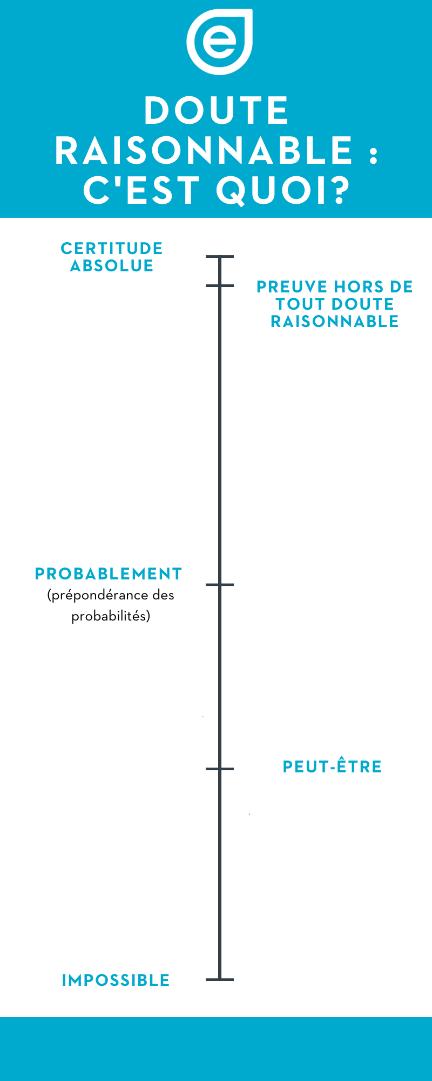 e
DOUTE
RAISONNABLE :
C'EST QUOI?
CERTITUDE
ABSOLUE
PREUVE HORS DE
TOUT DOUTE
RAISONNABLE
PROBABLEMENT
(prépondérance des
probabilités)
PEUT-ÊTRE
IMPOSSIBLE